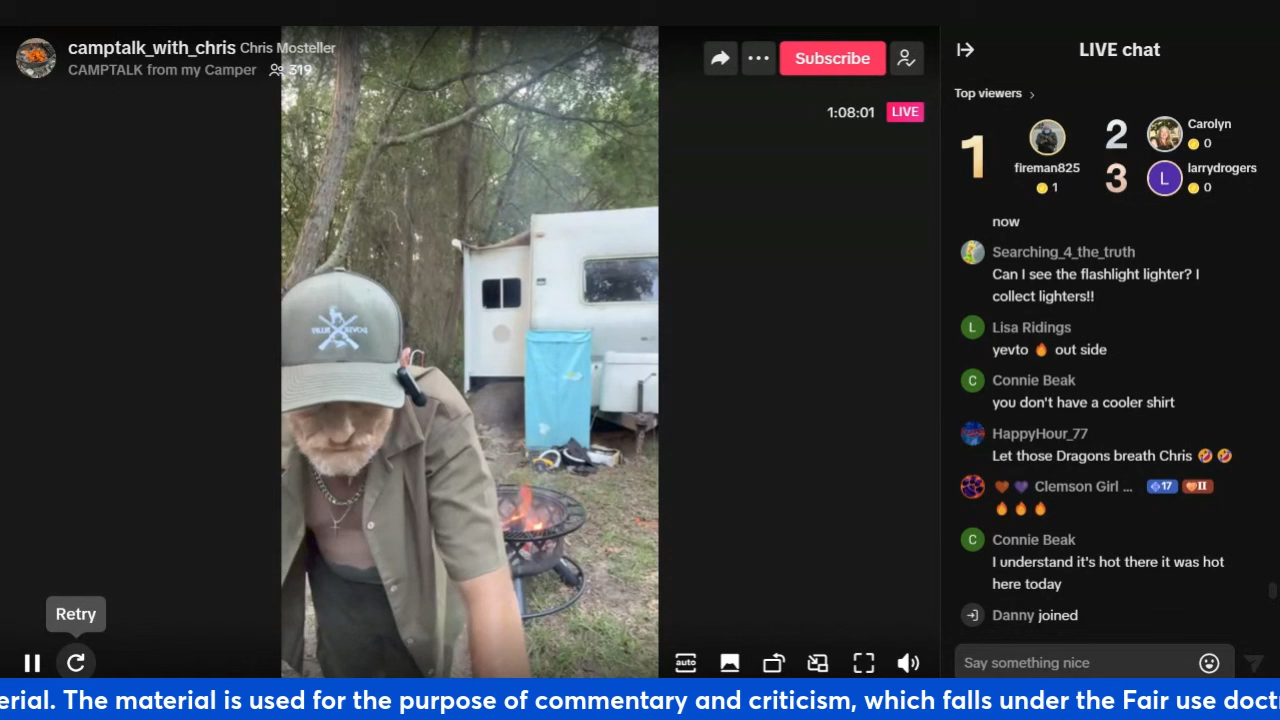 camptalk_with_chris Chris Mosteller
CAMPTALK from my Camper 319
Subscribe
1:08:01 LIVE
LIVE chat
Top viewers
1
fireman825
1
2
Carolyn
0
3
L
larrydrogers
0
now
Searching_4_the_truth
Can I see the flashlight lighter? I
collect lighters!!
L Lisa Ridings
yevto 🔥 out side
C Connie Beak
you don't have a cooler shirt
HappyHour_77
Let those Dragons breath Chris 🤣 🤣
🤎 💜 Clemson Girl ... 17 II
🔥 🔥 🔥
C Connie Beak
I understand it's hot there it was hot
here today
Danny joined
Say something nice
Retry
auto
erial. The material is used for the purpose of commentary and criticism, which falls under the Fair use doct